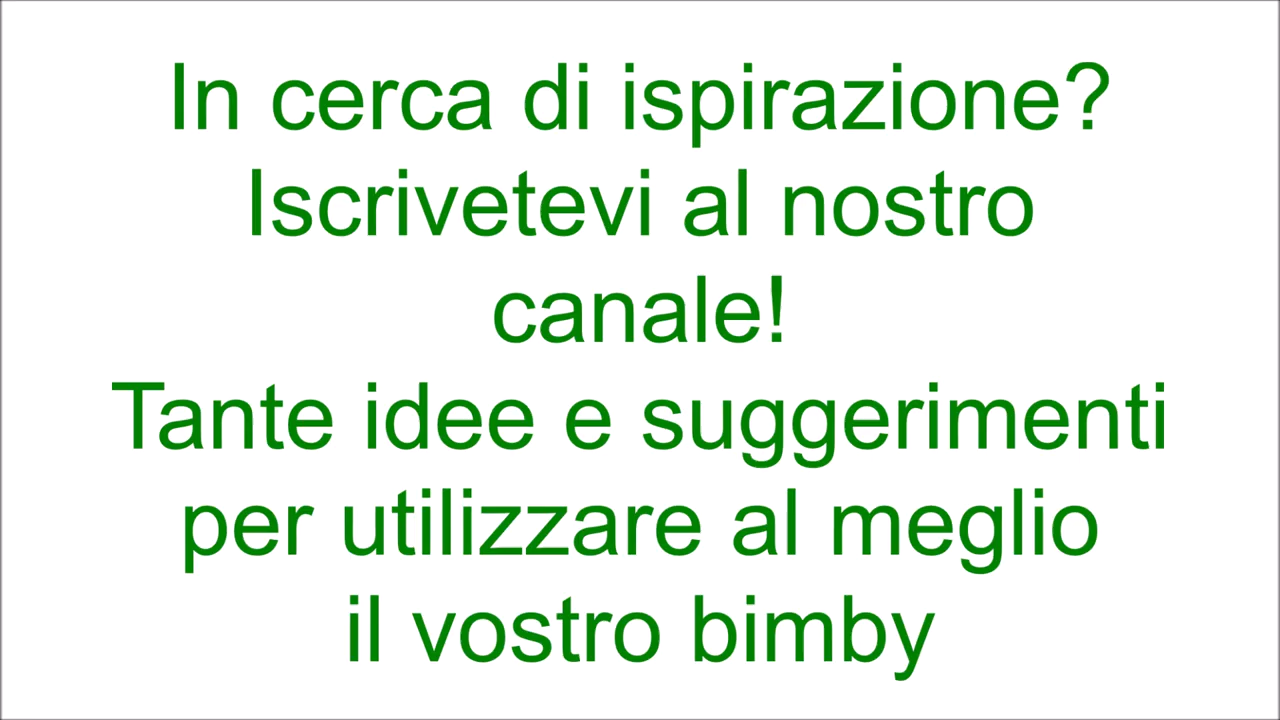 In cerca di ispirazione?
Iscrivetevi al nostro
canale!
Tante idee e suggerimenti
per utilizzare al meglio
il vostro bimby